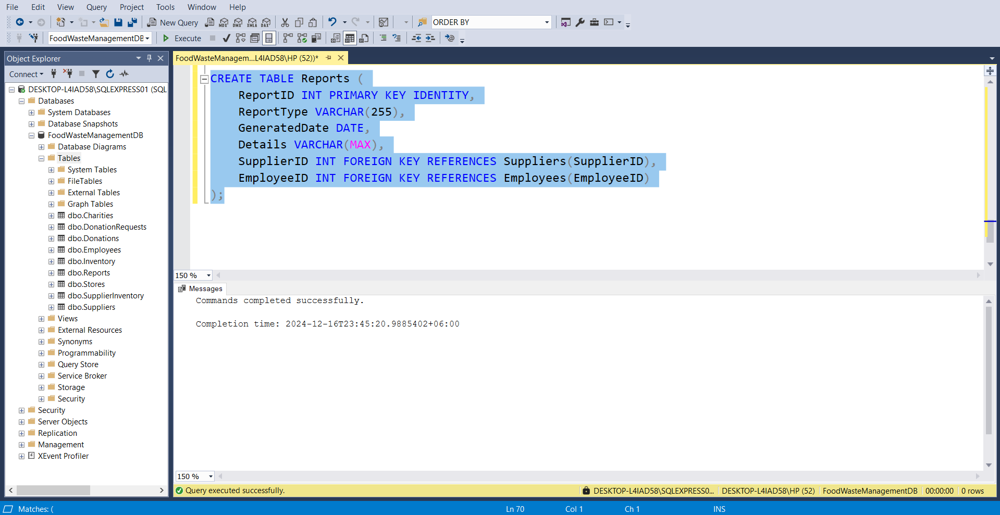 File Edit View Query Project Tools Window Help
New Query MDX DMX XMLA DAX ORDER BY
FoodWasteManagementDB Execute
Object Explorer
Connect
DESKTOP-L4IAD58\SQLEXPRESS01 (SQL
Databases
System Databases
Database Snapshots
FoodWasteManagementDB
Database Diagrams
Tables
System Tables
FileTables
External Tables
Graph Tables
dbo.Charities
dbo.DonationRequests
dbo.Donations
dbo.Employees
dbo.Inventory
dbo.Reports
dbo.Stores
dbo.SupplierInventory
dbo.Suppliers
Views
External Resources
Synonyms
Programmability
Query Store
Service Broker
Storage
Security
Security
Server Objects
Replication
Management
XEvent Profiler
FoodWasteManagem...L4IAD58\HP (52))*
CREATE TABLE Reports (
ReportID INT PRIMARY KEY IDENTITY,
ReportType VARCHAR(255),
GeneratedDate DATE,
Details VARCHAR(MAX),
SupplierID INT FOREIGN KEY REFERENCES Suppliers(SupplierID),
EmployeeID INT FOREIGN KEY REFERENCES Employees(EmployeeID)
);
150 %
Messages
Commands completed successfully.
Completion time: 2024-12-16T23:45:20.9885402+06:00
150 %
Query executed successfully. DESKTOP-L4IAD58\SQLEXPRESS0... DESKTOP-L4IAD58\HP (52) FoodWasteManagementDB 00:00:00 0 rows
Matches: ( Ln 70 Col 1 Ch 1 INS